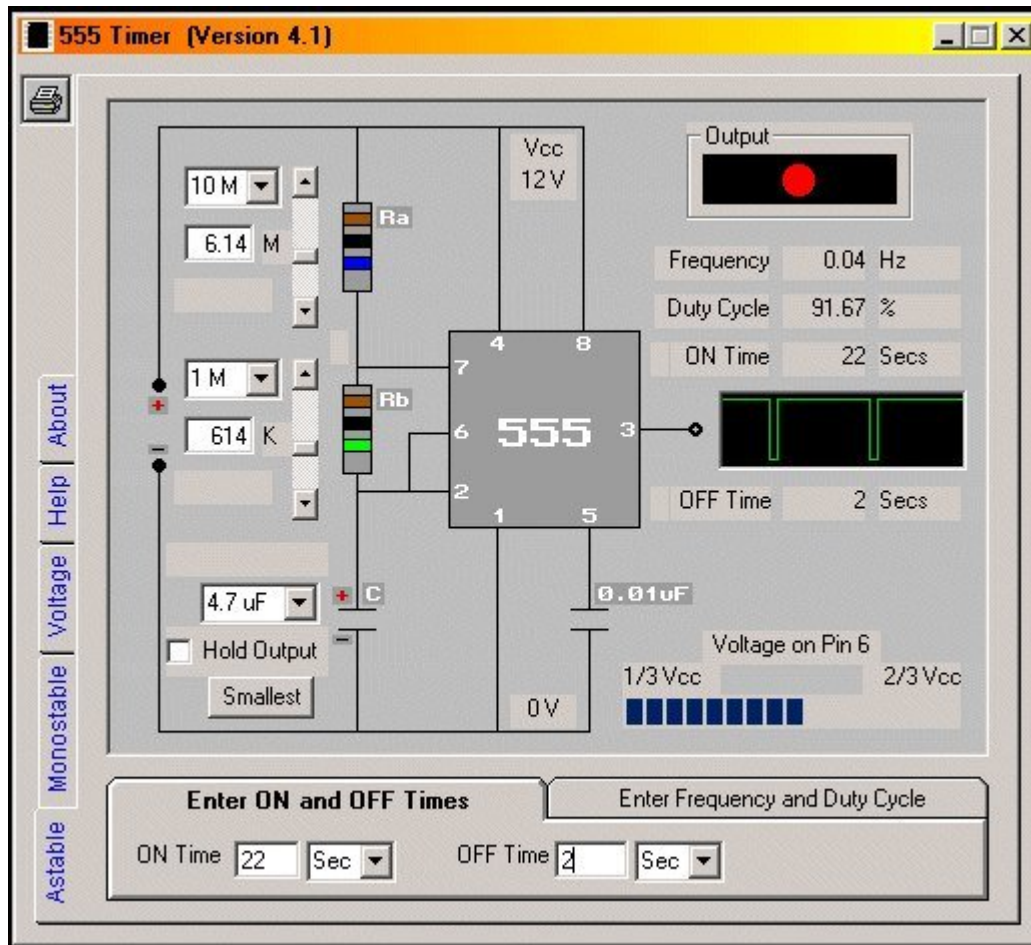 555 Timer (Version 4.1)
Vcc
12 V
Output
10 M
Ra
6.14 M
Frequency 0.04 Hz
Duty Cycle 91.67 %
4 8
ON Time 22 Secs
7
1 M
Rb
+
614 K
6 555 3
-
2
OFF Time 2 Secs
1 5
4.7 uF
+ C
0.01uF
-
Hold Output
Voltage on Pin 6
1/3 Vcc 2/3 Vcc
Smallest
0 V
About
Help
Voltage
Monostable
Astable
Enter ON and OFF Times
Enter Frequency and Duty Cycle
ON Time 22 Sec OFF Time 2 Sec